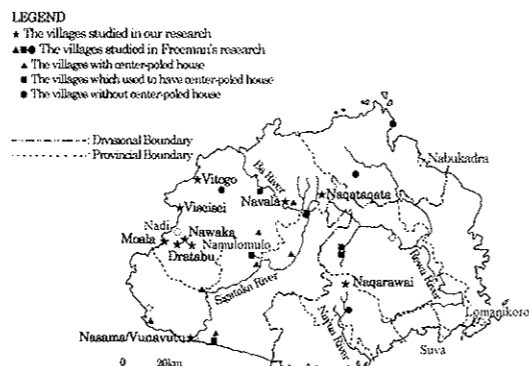 LEGEND
★ The villages studied in our research
▲■● The villages studied in Freeman's research
▲ The villages with center-poled house
■ The villages which used to have center-poled house
● The villages without center-poled house
: Divisional Boundary
: Provincial Boundary
Nabukadra
Ba River
Vitogo
Navala
Naqataqata
Viseisei
Nadi
Nawaka
Moala
Namulomulo
Dratabu
Rewa River
Sigatoka River
Naqarawai
Lomanikoro
Navua River
Suva
Nasama/Vunavutu
0 20km